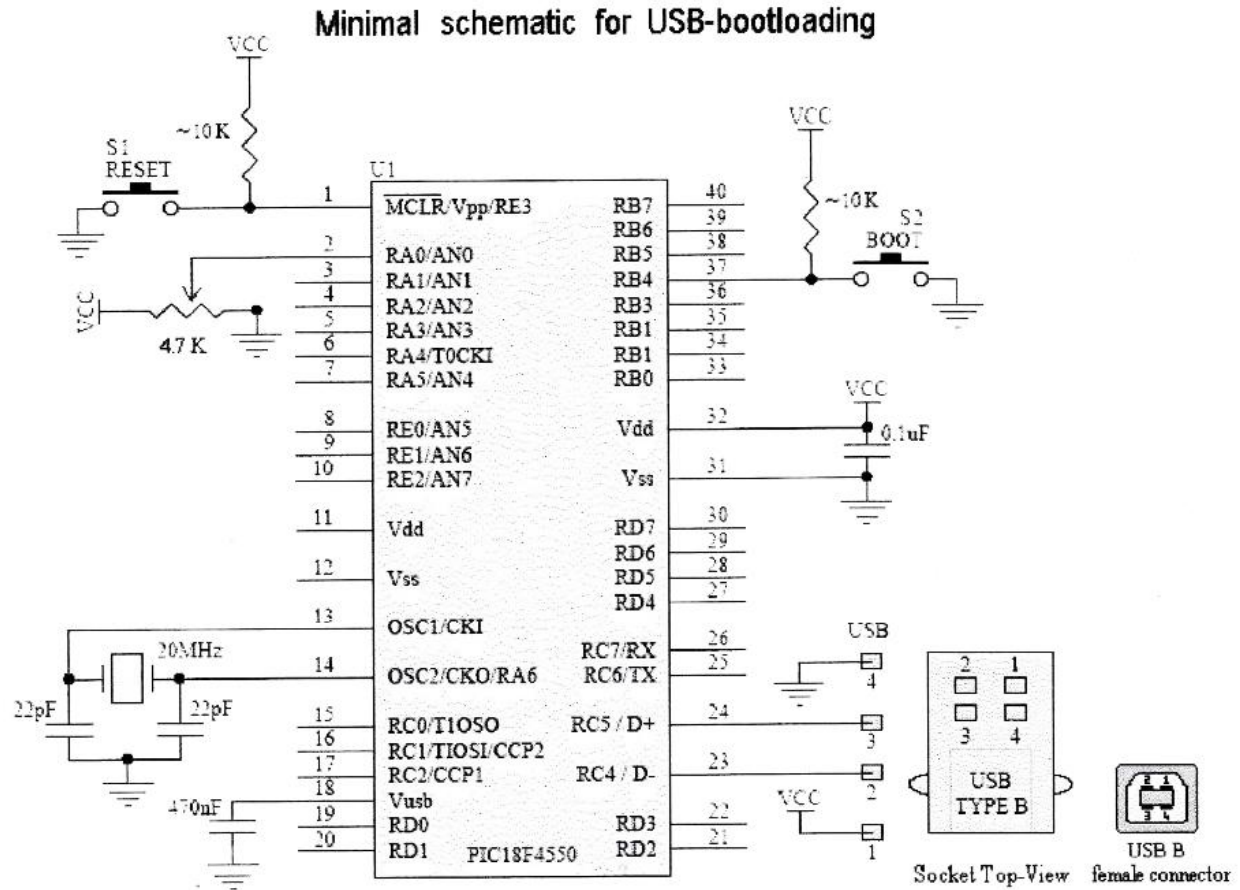 Minimal schematic for USB-bootloading
VCC
~10K
S1
RESET
VCC
~10K
S2
BOOT
U1
1 MCLR/Vpp/RE3
2 RA0/AN0
3 RA1/AN1
4 RA2/AN2
5 RA3/AN3
6 RA4/T0CKI
7 RA5/AN4
8 RE0/AN5
9 RE1/AN6
10 RE2/AN7
11 Vdd
12 Vss
13 OSC1/CKI
14 OSC2/CKO/RA6
15 RC0/T1OSO
16 RC1/TIOSI/CCP2
17 RC2/CCP1
18 Vusb
19 RD0
20 RD1
PIC18F4550
RB7 40
RB6 39
RB5 38
RB4 37
RB3 36
RB1 35
RB1 34
RB0 33
Vdd 32
Vss 31
RD7 30
RD6 29
RD5 28
RD4 27
RC7/RX 26
RC6/TX 25
RC5 / D+ 24
RC4 / D- 23
RD3 22
RD2 21
VCC
4.7 K
20MHz
22pF
22pF
470nF
VCC
0.1uF
USB
4
3
2
VCC
1
2 1
3 4
USB
TYPE B
Socket Top-View
2 1
3 4
USB B
female connector